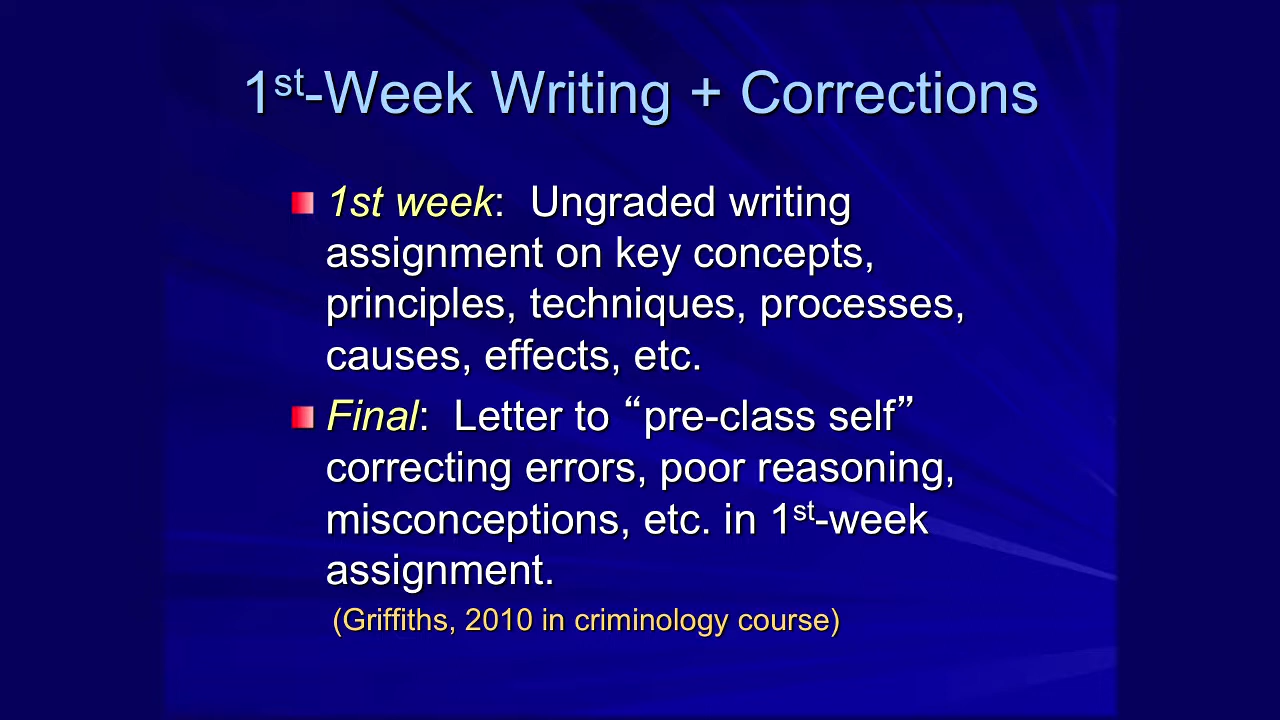 1st-Week Writing + Corrections
1st week: Ungraded writing
assignment on key concepts,
principles, techniques, processes,
causes, effects, etc.
Final: Letter to “pre-class self”
correcting errors, poor reasoning,
misconceptions, etc. in 1st-week
assignment.
(Griffiths, 2010 in criminology course)